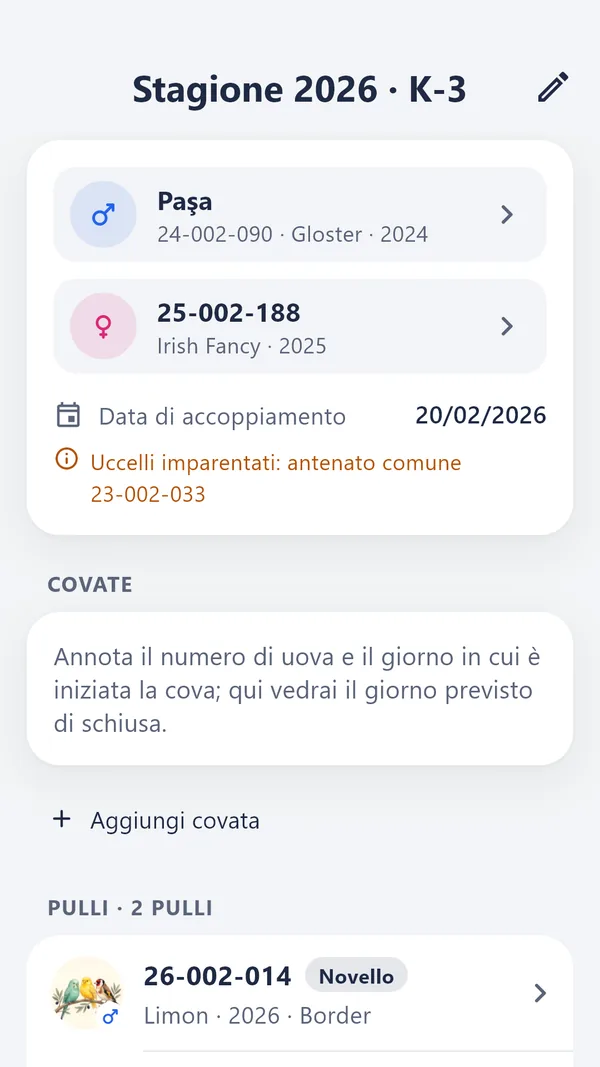 Stagione 2026 · K-3
Paşa
24-002-090 · Gloster · 2024
25-002-188
Irish Fancy · 2025
Data di accoppiamento 20/02/2026
Uccelli imparentati: antenato comune
23-002-033
COVATE
Annota il numero di uova e il giorno in cui è
iniziata la cova; qui vedrai il giorno previsto
di schiusa.
Aggiungi covata
PULLI · 2 PULLI
26-002-014 Novello
Limon · 2026 · Border